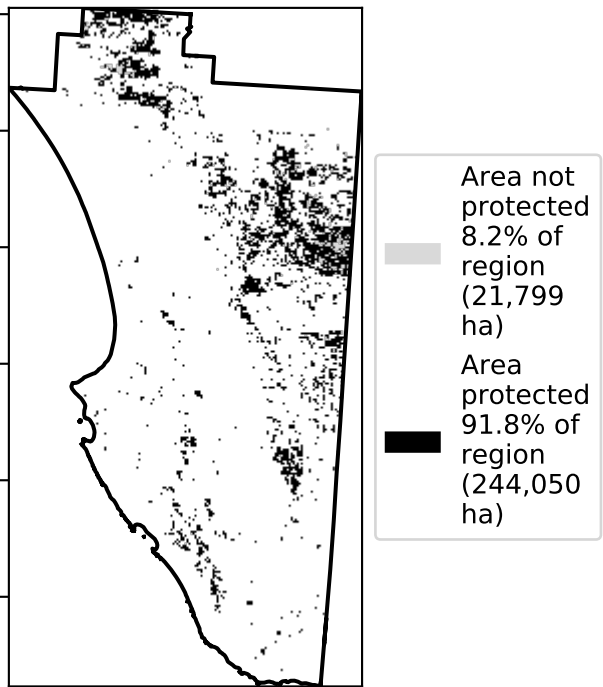 Area not
protected
8.2% of
region
(21,799
ha)
Area
protected
91.8% of
region
(244,050
ha)